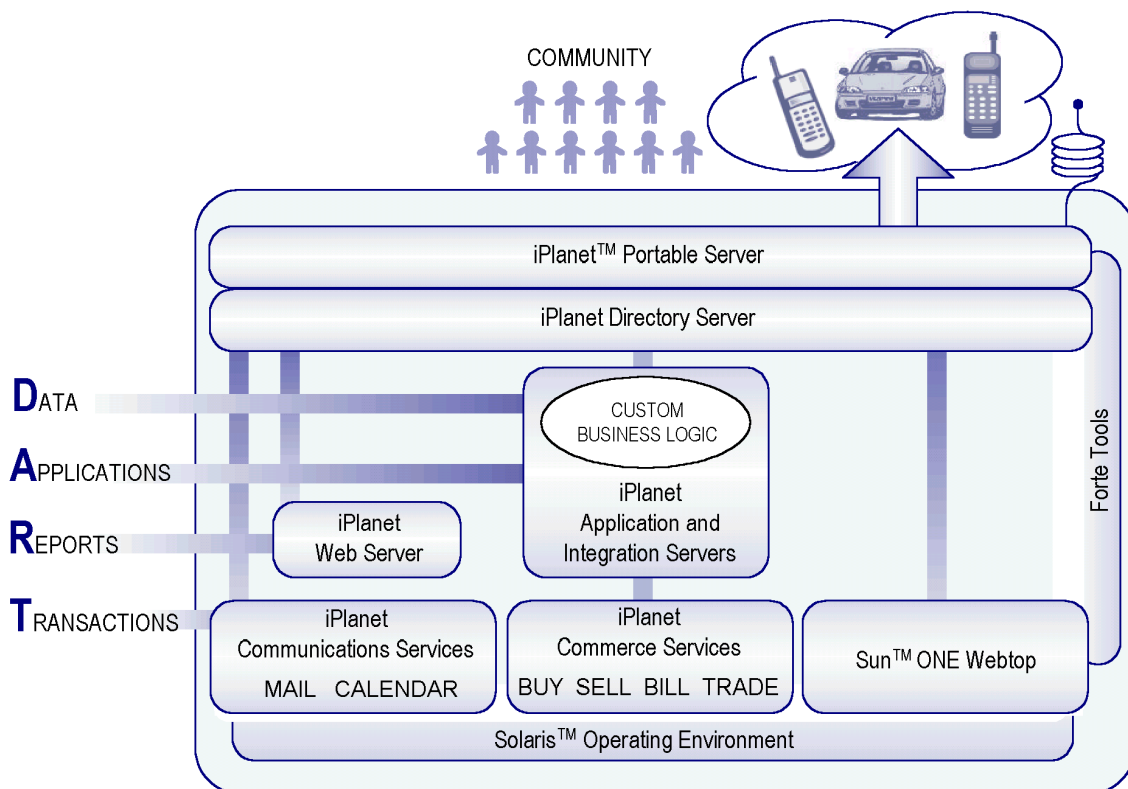 COMMUNITY
iPlanet™ Portable Server
iPlanet Directory Server
DATA
CUSTOM
BUSINESS LOGIC
APPLICATIONS
iPlanet
Application and
Integration Servers
REPORTS
iPlanet
Web Server
Forte Tools
TRANSACTIONS
iPlanet
Communications Services
MAIL CALENDAR
iPlanet
Commerce Services
BUY SELL BILL TRADE
Sun™ ONE Webtop
Solaris™ Operating Environment